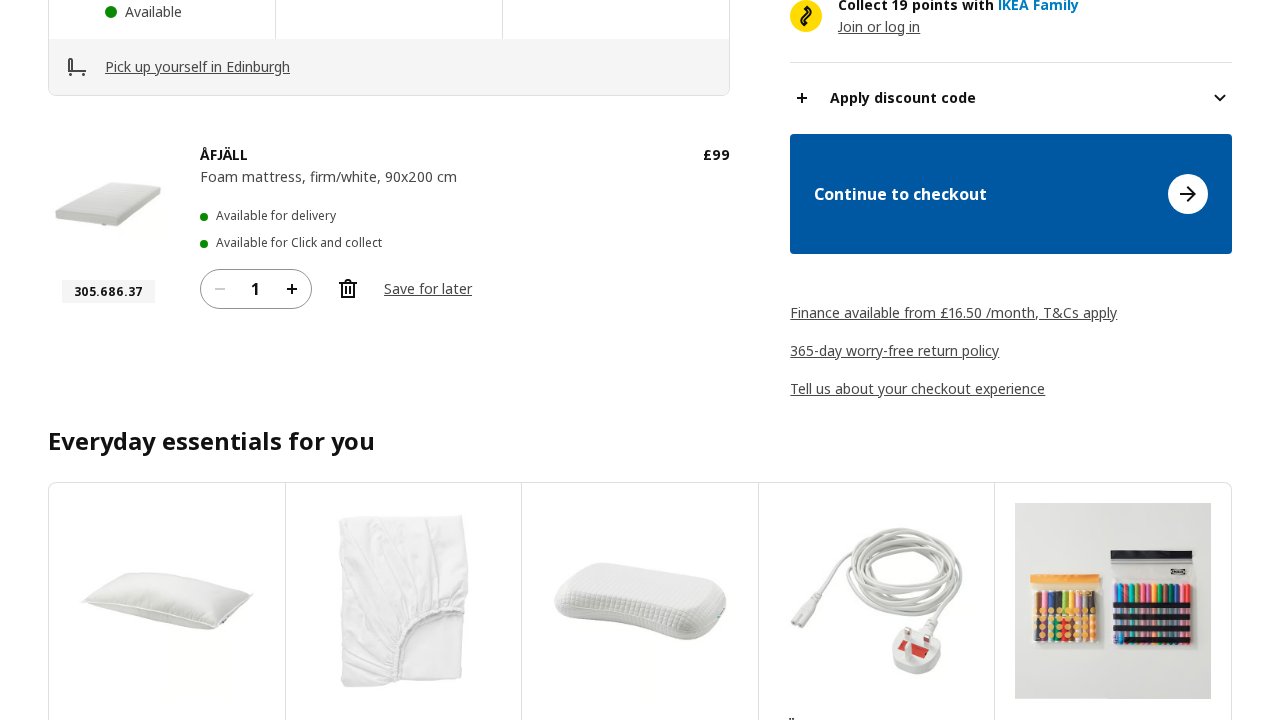 Available
Pick up yourself in Edinburgh
ÅFJÄLL
£99
Foam mattress, firm/white, 90x200 cm
Available for delivery
Available for Click and collect
305.686.37
1
Save for later
Collect 19 points with IKEA Family
Join or log in
Apply discount code
Continue to checkout
Finance available from £16.50 /month, T&Cs apply
365-day worry-free return policy
Tell us about your checkout experience
Everyday essentials for you
IKEA